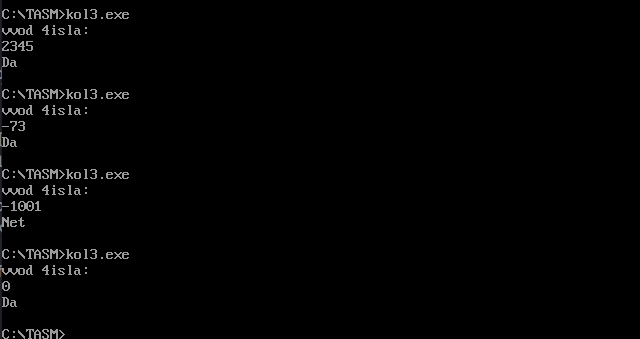 C:\TASM>kol3.exe
vvod 4isla:
2345
Da
C:\TASM>kol3.exe
vvod 4isla:
-73
Da
C:\TASM>kol3.exe
vvod 4isla:
-1001
Net
C:\TASM>kol3.exe
vvod 4isla:
0
Da
C:\TASM>